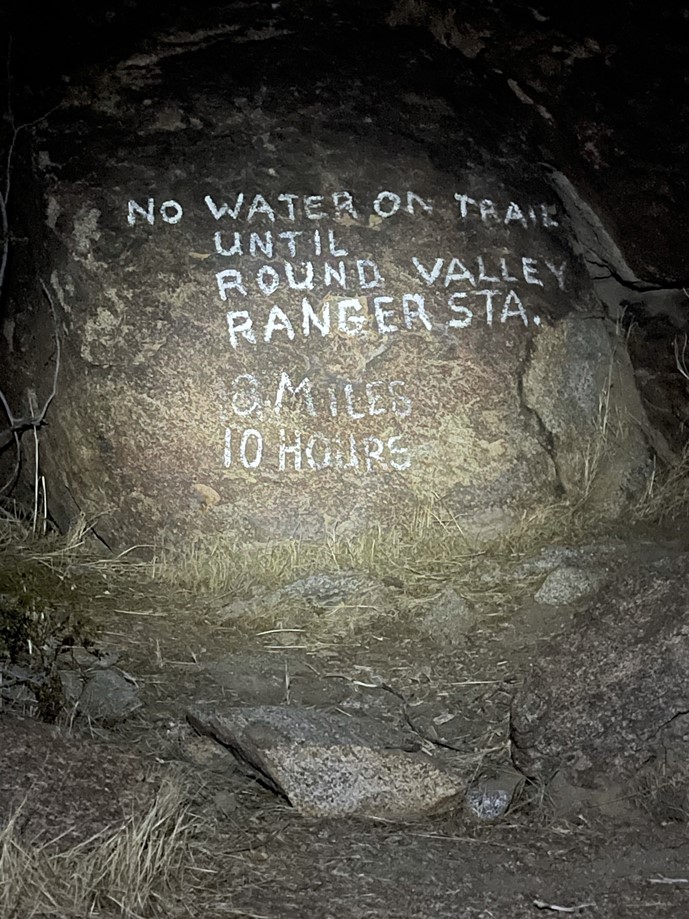 NO WATER ON TRAIL
UNTIL
ROUND VALLEY
RANGER STA.
8 MILES
10 HOURS